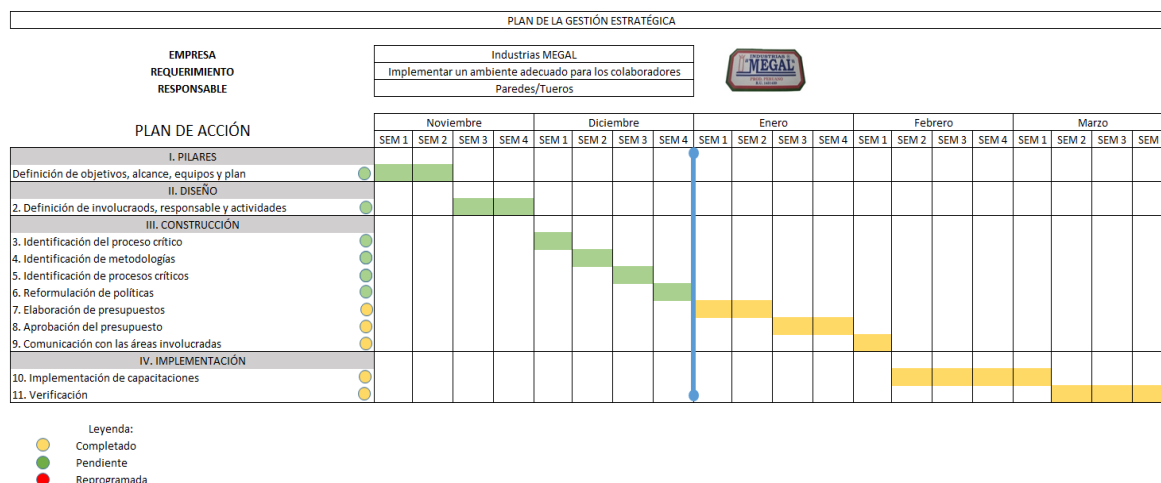 PLAN DE LA GESTIÓN ESTRATÉGICA
EMPRESA Industrias MEGAL
REQUERIMIENTO Implementar un ambiente adecuado para los colaboradores
RESPONSABLE Paredes/Tueros
INDUSTRIAS
MEGAL
PLAN DE ACCIÓN
Noviembre Diciembre Enero Febrero Marzo
SEM 1 SEM 2 SEM 3 SEM 4 SEM 1 SEM 2 SEM 3 SEM 4 SEM 1 SEM 2 SEM 3 SEM 4 SEM 1 SEM 2 SEM 3 SEM 4 SEM 1 SEM 2 SEM 3 SEM
I. PILARES
Definición de objetivos, alcance, equipos y plan
II. DISEÑO
2. Definición de involucraods, responsable y actividades
III. CONSTRUCCIÓN
3. Identificación del proceso crítico
4. Identificación de metodologías
5. Identificación de procesos críticos
6. Reformulación de políticas
7. Elaboración de presupuestos
8. Aprobación del presupuesto
9. Comunicación con las áreas involucradas
IV. IMPLEMENTACIÓN
10. Implementación de capacitaciones
11. Verificación
Leyenda:
Completado
Pendiente
Reprogramada